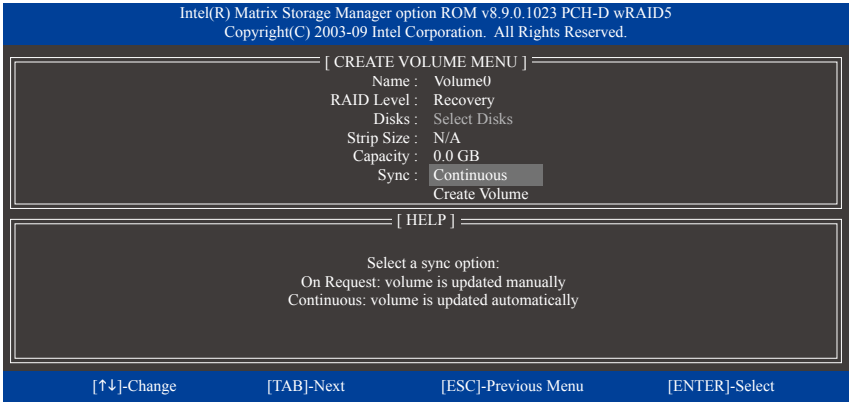 Intel(R) Matrix Storage Manager option ROM v8.9.0.1023 PCH-D wRAID5
Copyright(C) 2003-09 Intel Corporation.  All Rights Reserved.
[ CREATE VOLUME MENU ]
Name :  Volume0
RAID Level :  Recovery
Disks :  Select Disks
Strip Size :  N/A
Capacity :  0.0 GB
Sync :  Continuous
Create Volume
[ HELP ]
Select a sync option:
On Request: volume is updated manually
Continuous: volume is updated automatically
[↑↓]-Change  [TAB]-Next  [ESC]-Previous Menu  [ENTER]-Select